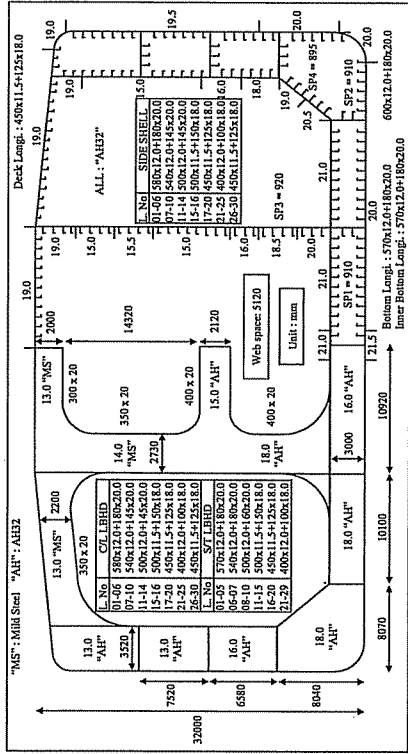 "MS" : Mild Steel "AH" : AH32
Deck Longi. : 450x11.5+125x18.0
19.0
19.0
19.5
19.0
20.0
13.0 "MS"
2200
350 x 20
13.0 "MS"
2000
300 x 20
14320
350 x 20
14.0
"MS"
2730
400 x 20
2120
15.0 "AH"
18.0
"AH"
400 x 20
16.0 "AH"
3000
18.0 "AH"
13.0
"AH"
3520
13.0
"AH"
16.0
"AH"
18.0
"AH"
32000
7520
6580
8040
8070
10100
10920
C/L LBHD
L. No
01-06 580x12.0+180x20.0
07-10 540x12.0+145x20.0
11-14 500x12.0+145x20.0
15-16 500x11.5+150x18.0
17-20 450x11.5+125x18.0
21-25 400x12.0+100x18.0
26-30 450x11.5+125x18.0
S/T LBHD
L. No
01-05 570x12.0+180x20.0
06-07 540x12.0+180x20.0
08-10 500x12.0+160x20.0
11-15 500x11.5+150x18.0
16-20 450x11.5+125x18.0
21-29 400x12.0+100x18.0
ALL : "AH32"
L. No SIDE SHELL
01-06 580x12.0+180x20.0
07-10 540x12.0+145x20.0
11-14 500x12.0+145x20.0
15-16 500x11.5+150x18.0
17-20 450x11.5+125x18.0
21-25 400x12.0+100x18.0
26-30 450x11.5+125x18.0
Web space: 5120
Unit : mm
19.0
15.0
15.5
15.0
16.0
18.5
20.0
21.0
19.0
15.0
16.0
18.0
19.0
20.5
21.0
SP1 = 910
SP2 = 910
SP3 = 920
SP4 = 895
21.5
20.0
20.0
Bottom Longi. : 570x12.0+180x20.0
Inner Bottom Longi. : 570x12.0+180x20.0
600x12.0+180x20.0